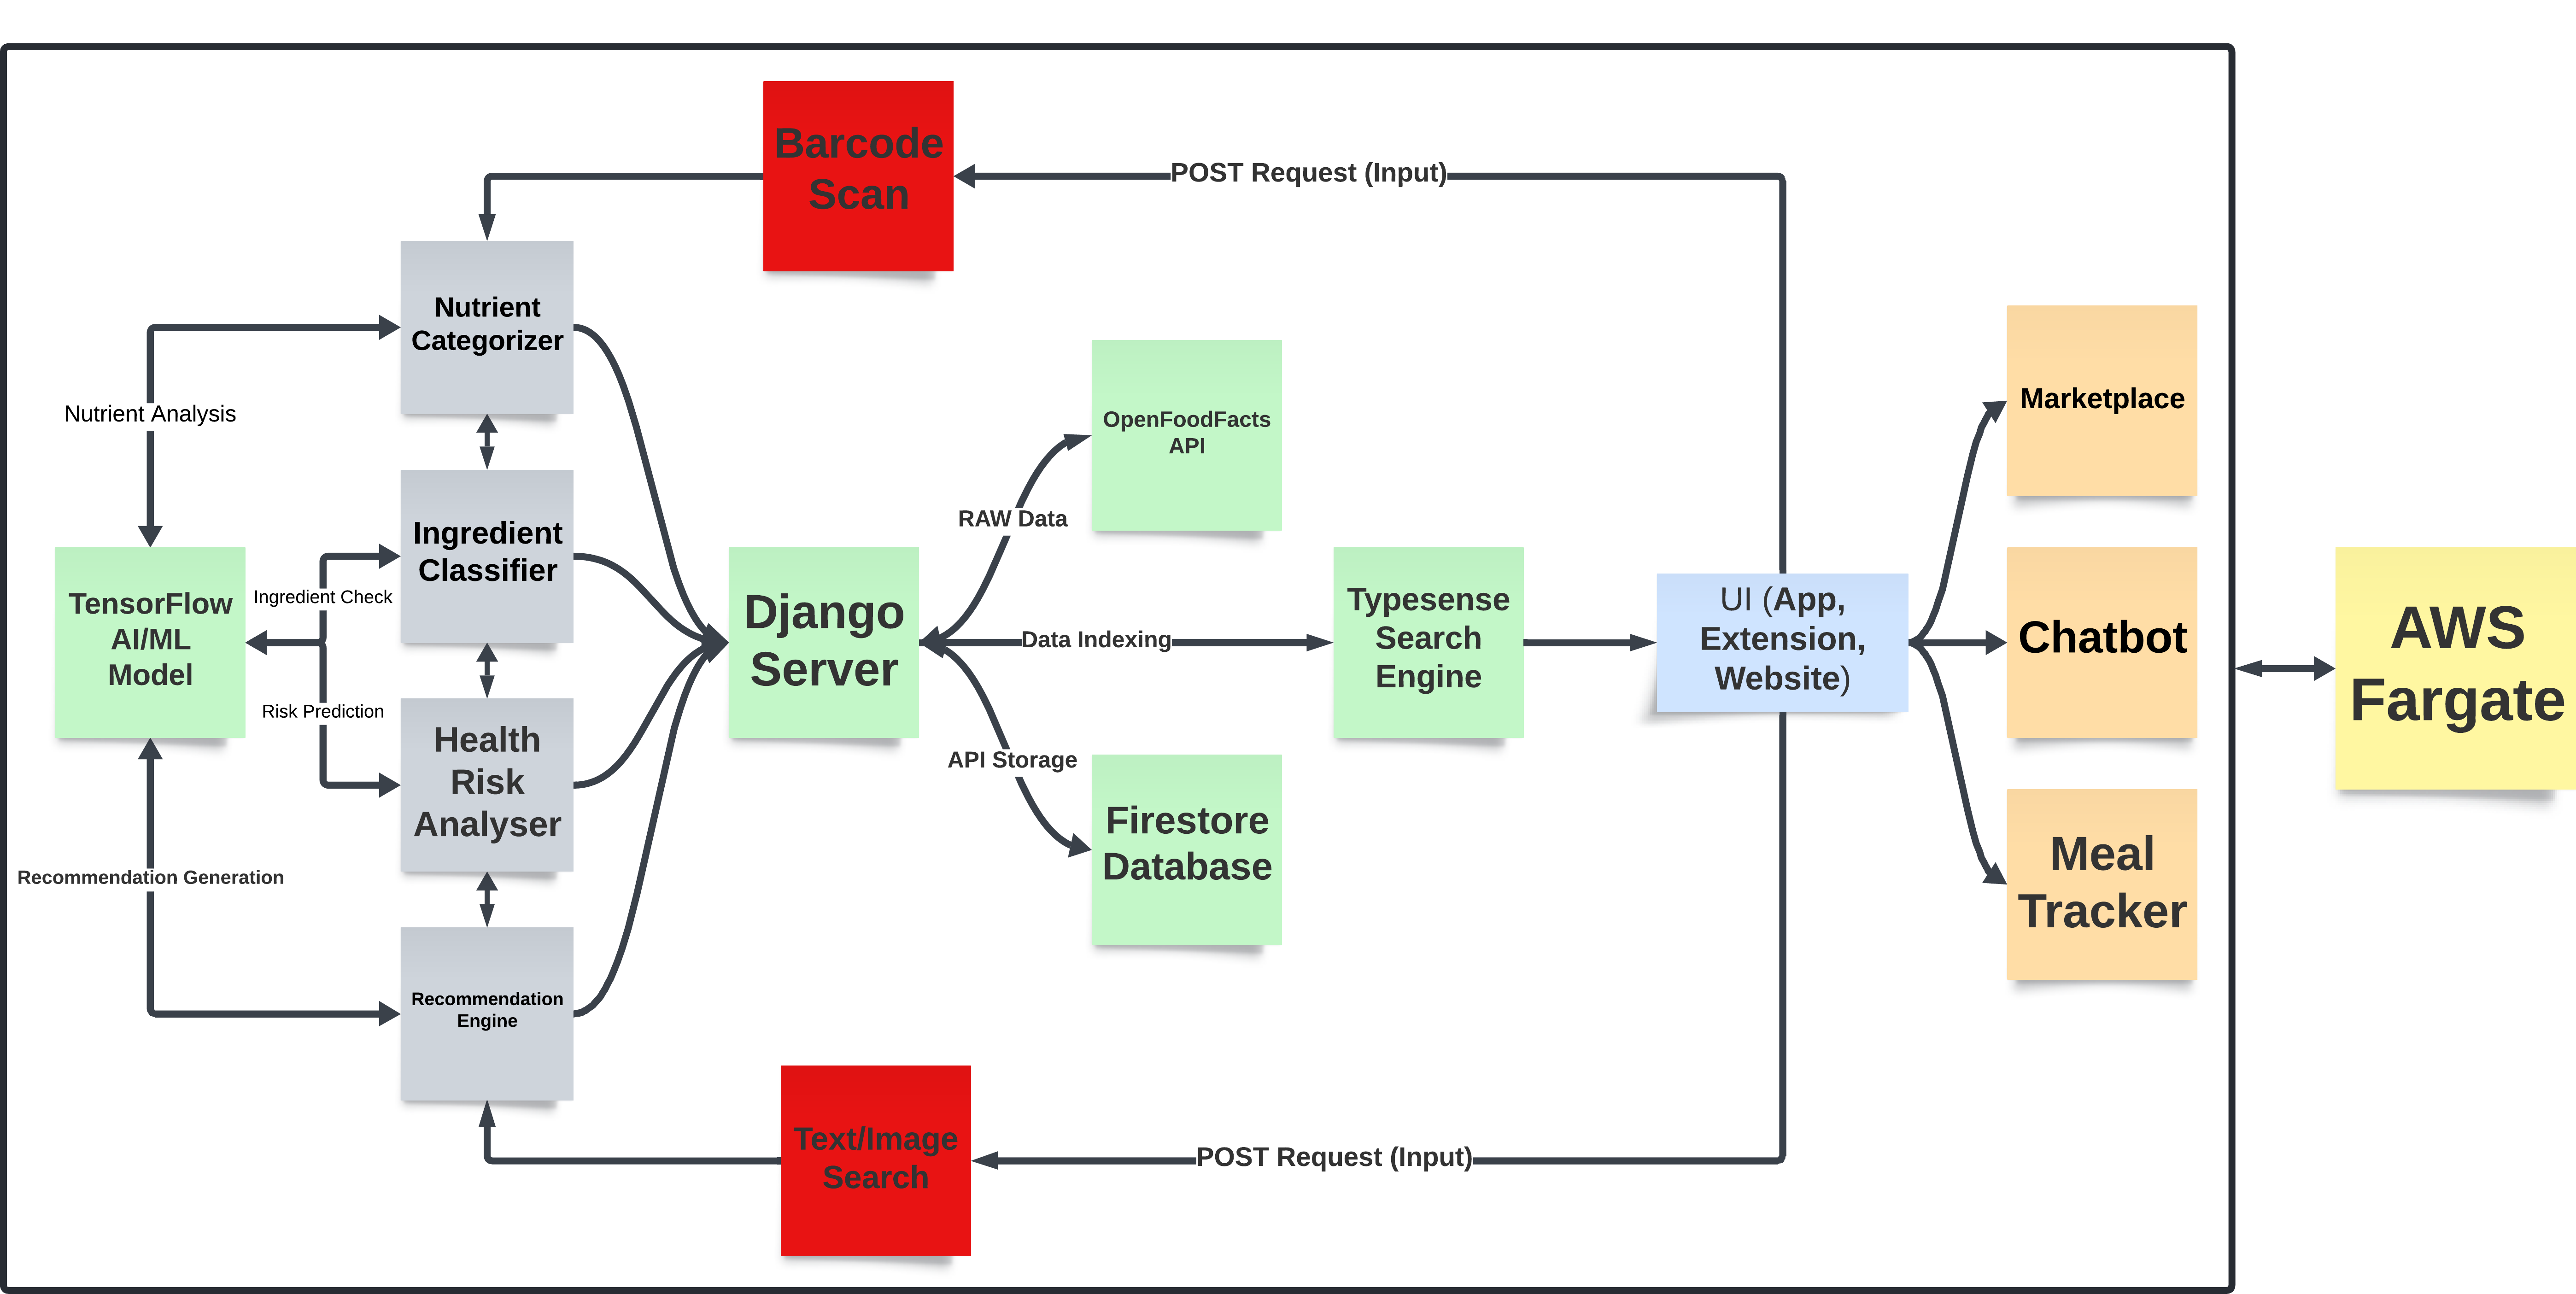 Barcode
Scan
POST Request (Input)
Nutrient
Categorizer
Nutrient Analysis
Ingredient
Classifier
TensorFlow
AI/ML
Model
Ingredient Check
Risk Prediction
Health
Risk
Analyser
Recommendation Generation
Recommendation
Engine
Django
Server
OpenFoodFacts
API
RAW Data
Data Indexing
API Storage
Firestore
Database
Typesense
Search
Engine
UI (App,
Extension,
Website)
Marketplace
Chatbot
Meal
Tracker
AWS
Fargate
Text/Image
Search
POST Request (Input)